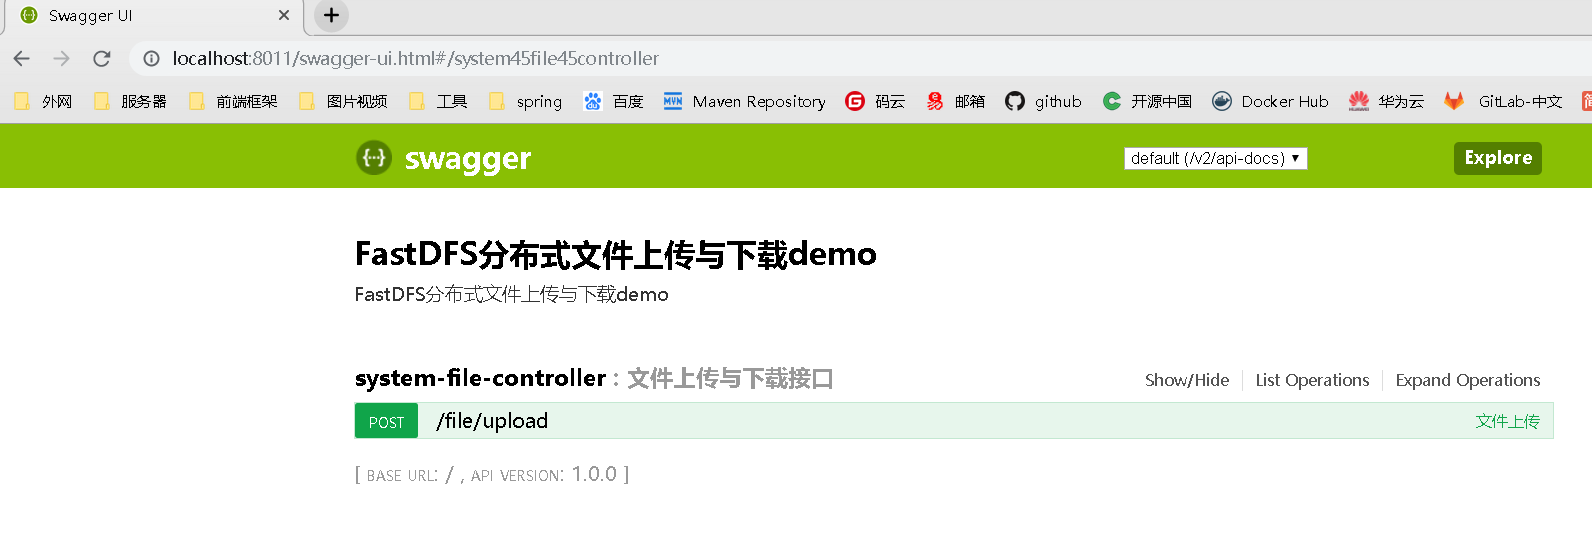 Swagger UI
localhost:8011/swagger-ui.html#/system45file45controller
外网 服务器 前端框架 图片视频 工具 spring 百度 Maven Repository 码云 邮箱 github 开源中国 Docker Hub 华为云 GitLab-中文
swagger default (/v2/api-docs) Explore
FastDFS分布式文件上传与下载demo
FastDFS分布式文件上传与下载demo
system-file-controller : 文件上传与下载接口 Show/Hide List Operations Expand Operations
POST /file/upload 文件上传
[ BASE URL: / , API VERSION: 1.0.0 ]